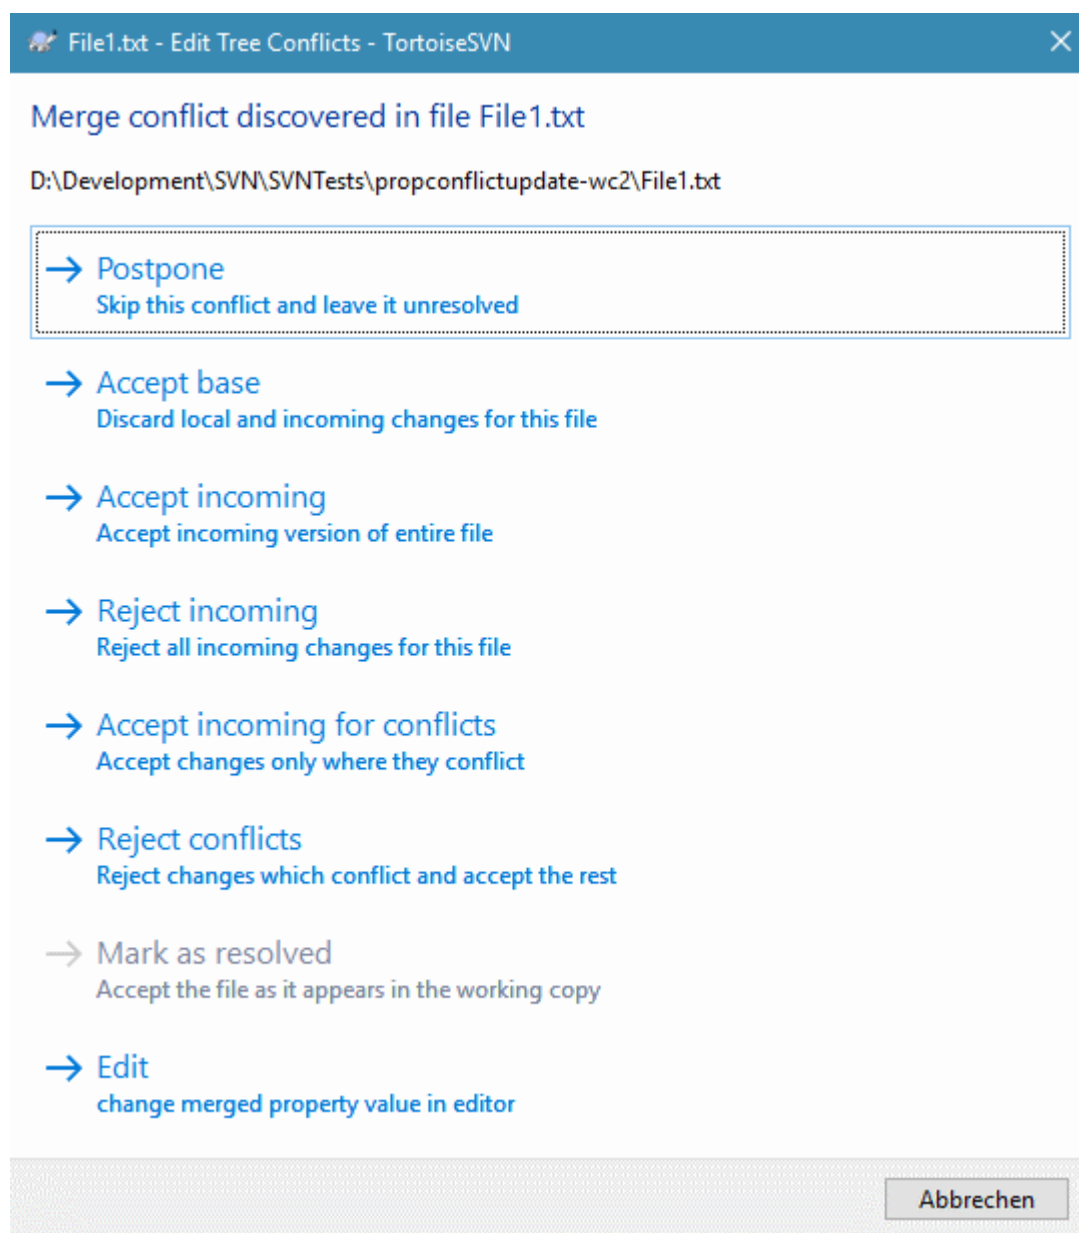 File1.txt - Edit Tree Conflicts - TortoiseSVN
Merge conflict discovered in file File1.txt
D:\Development\SVN\SVNTests\propconflictupdate-wc2\File1.txt
Postpone
Skip this conflict and leave it unresolved
Accept base
Discard local and incoming changes for this file
Accept incoming
Accept incoming version of entire file
Reject incoming
Reject all incoming changes for this file
Accept incoming for conflicts
Accept changes only where they conflict
Reject conflicts
Reject changes which conflict and accept the rest
Mark as resolved
Accept the file as it appears in the working copy
Edit
change merged property value in editor
Abbrechen